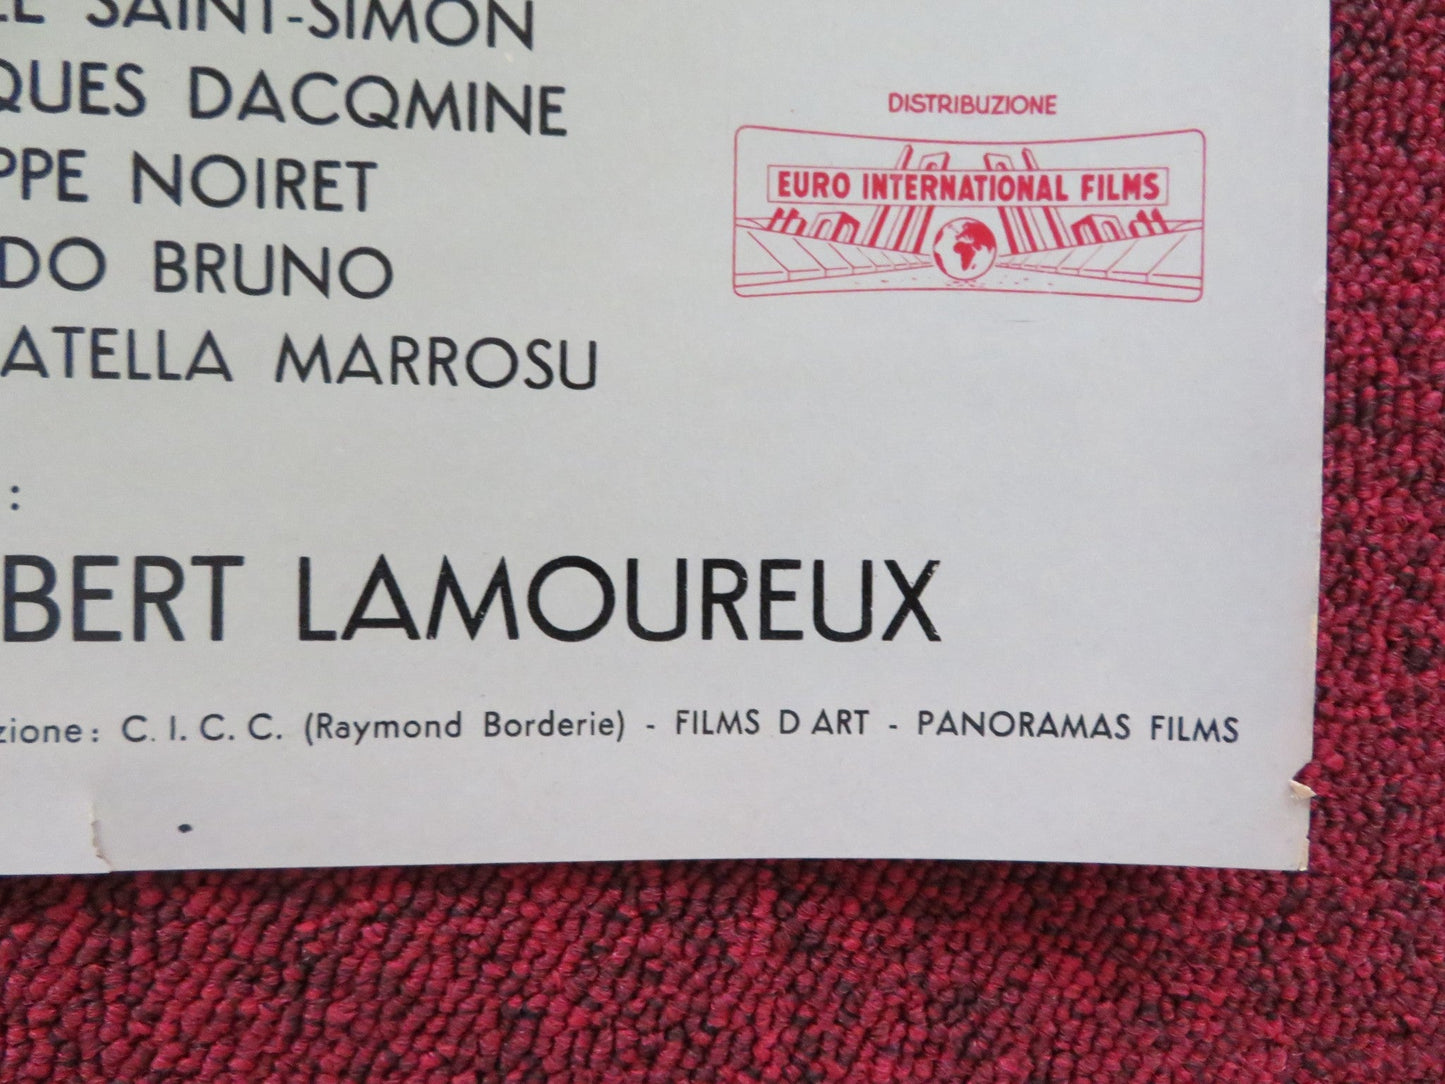 SAINT-SIMON
QUES DACQMINE
PPE NOIRET
DO BRUNO
ATELLA MARROSU
:
BERT LAMOUREUX
zione: C. I. C. C. (Raymond Borderie) - FILMS D ART - PANORAMAS FILMS
DISTRIBUZIONE
EURO INTERNATIONAL FILMS